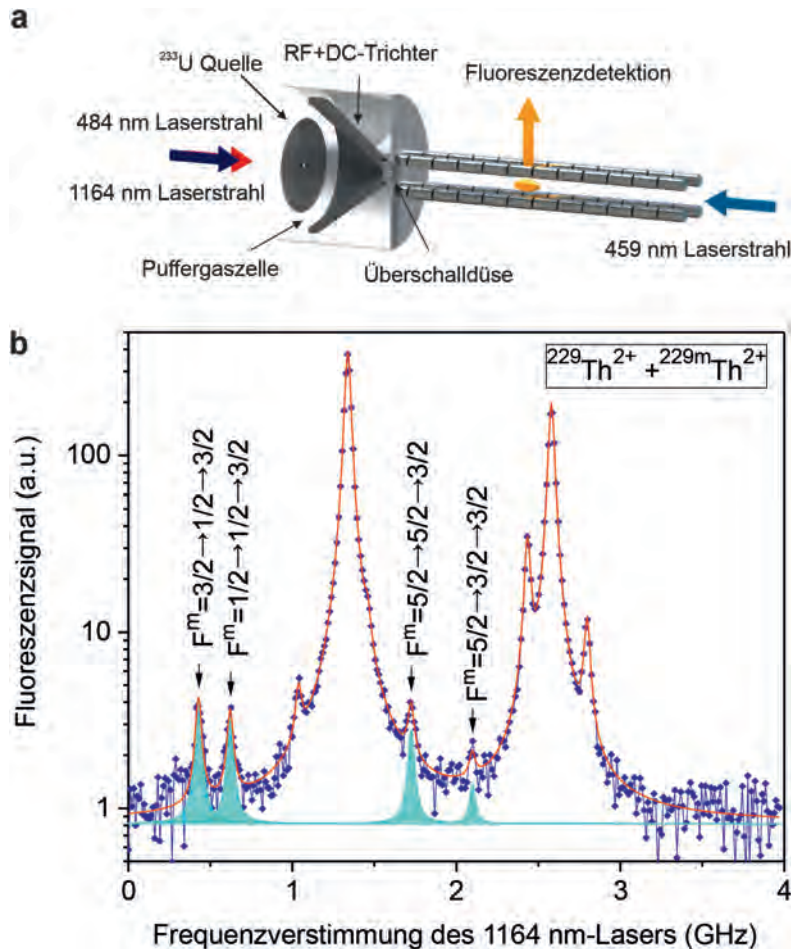 a
²³³U Quelle
RF+DC-Trichter
Fluoreszenzdetektion
484 nm Laserstrahl
1164 nm Laserstrahl
459 nm Laserstrahl
Puffergaszelle
Überschalldüse
b
²²⁹Th²⁺ + ²²⁹ᵐTh²⁺
Fᵐ=3/2→1/2→3/2
Fᵐ=1/2→1/2→3/2
Fᵐ=5/2→5/2→3/2
Fᵐ=5/2→3/2→3/2
Fluoreszenzsignal (a.u.)
100
10
1
0 1 2 3 4
Frequenzverstimmung des 1164 nm-Lasers (GHz)